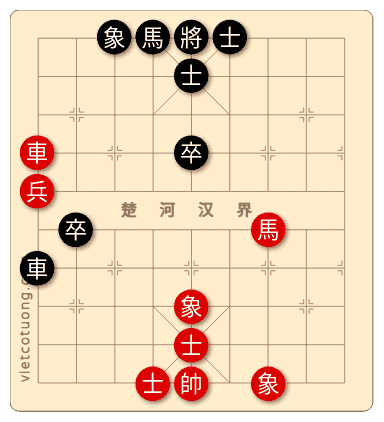 象 馬 將 士
士
車 卒
兵
楚 河 汉 界
卒 馬
車
象
士
士 帥 象